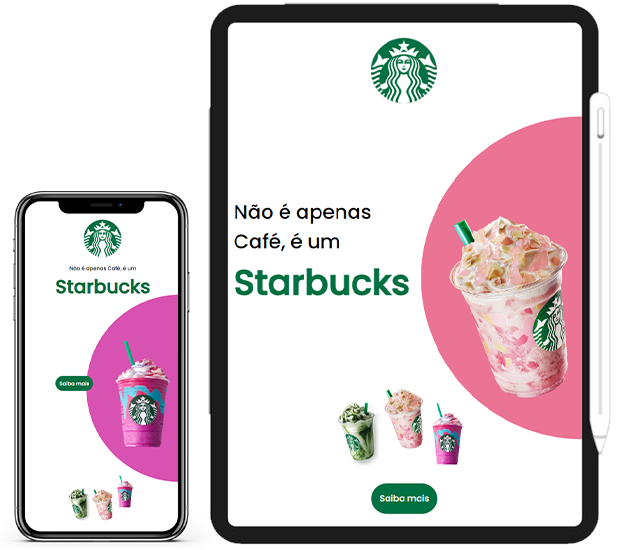 Não é apenas Café, é um
Starbucks
Saiba mais
Não é apenas
Café, é um
Starbucks
Saiba mais